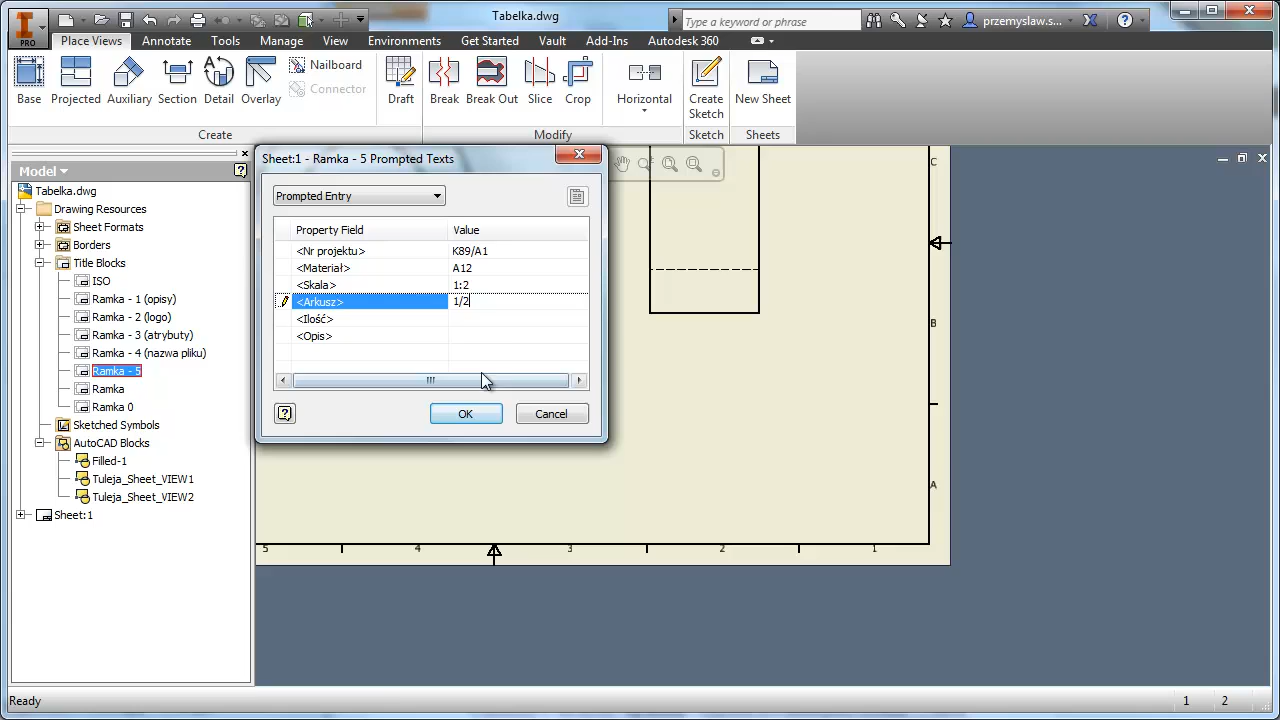 Tabelka.dwg
Type a keyword or phrase
przemyslaw.s...
PRO
Place Views Annotate Tools Manage View Environments Get Started Vault Add-Ins Autodesk 360
Base Projected Auxiliary Section Detail Overlay Nailboard Connector Draft Break Break Out Slice Crop Horizontal Create Sketch New Sheet
Create Modify Sketch Sheets
Model
Tabelka.dwg
Drawing Resources
Sheet Formats
Borders
Title Blocks
ISO
Ramka - 1 (opisy)
Ramka - 2 (logo)
Ramka - 3 (atrybuty)
Ramka - 4 (nazwa pliku)
Ramka - 5
Ramka
Ramka 0
Sketched Symbols
AutoCAD Blocks
Filled-1
Tuleja_Sheet_VIEW1
Tuleja_Sheet_VIEW2
Sheet:1
Sheet:1 - Ramka - 5 Prompted Texts
Prompted Entry
Property Field Value
<Nr projektu> K89/A1
<Materiał> A12
<Skala> 1:2
<Arkusz> 1/2
<Ilość>
<Opis>
OK Cancel
C
B
A
5 4 3 2 1
Ready 1 2